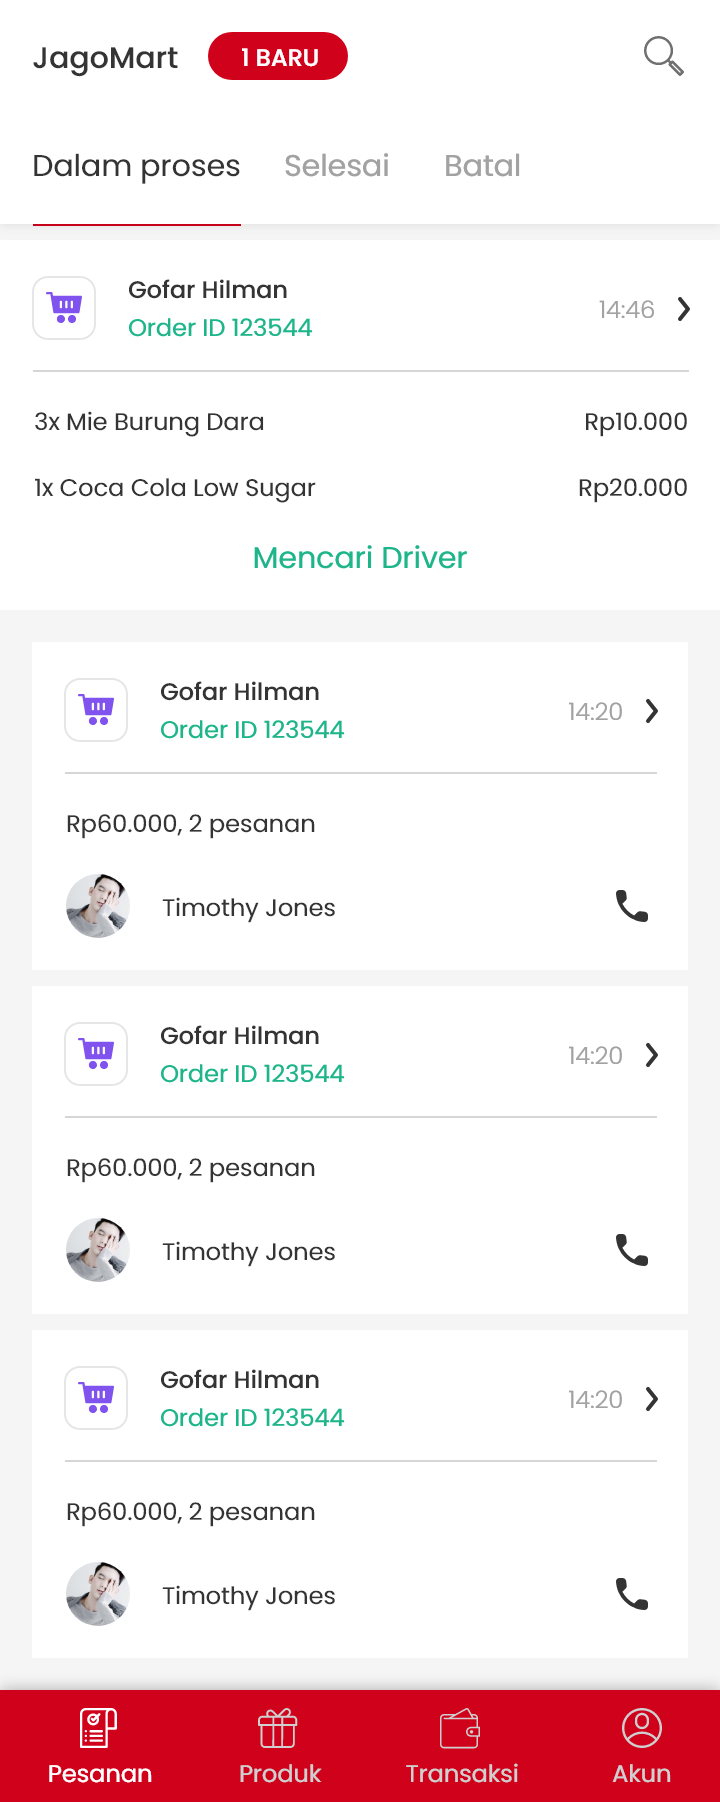 JagoMart
1 BARU
Dalam proses
Selesai
Batal
Gofar Hilman
Order ID 123544
14:46
3x Mie Burung Dara
Rp10.000
1x Coca Cola Low Sugar
Rp20.000
Mencari Driver
Gofar Hilman
Order ID 123544
14:20
Rp60.000, 2 pesanan
Timothy Jones
Gofar Hilman
Order ID 123544
14:20
Rp60.000, 2 pesanan
Timothy Jones
Gofar Hilman
Order ID 123544
14:20
Rp60.000, 2 pesanan
Timothy Jones
Pesanan
Produk
Transaksi
Akun